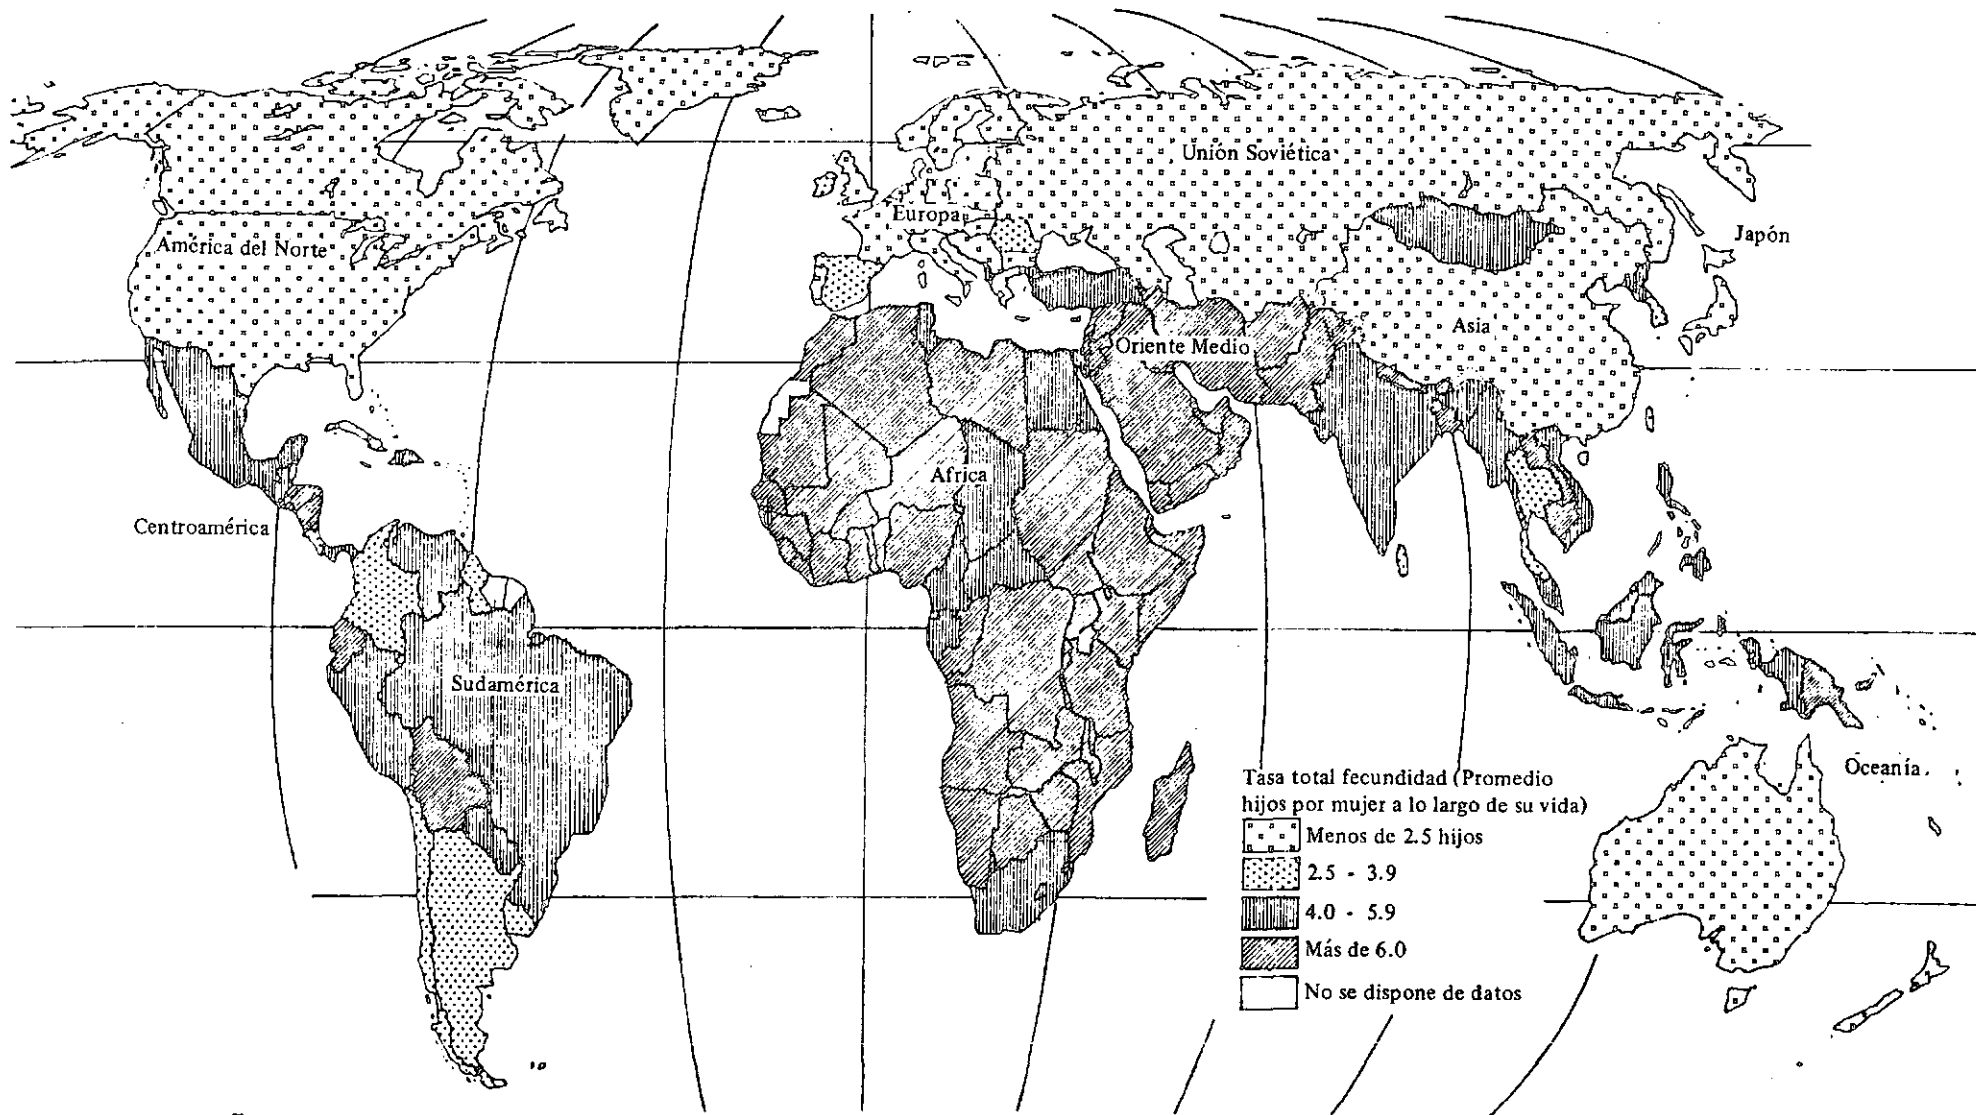 Unión Soviética
Europa
América del Norte
Japón
Asia
Oriente Medio
Africa
Centroamérica
Sudamérica
Oceanía
Tasa total fecundidad (Promedio
hijos por mujer a lo largo de su vida)
Menos de 2.5 hijos
2.5 - 3.9
4.0 - 5.9
Más de 6.0
No se dispone de datos